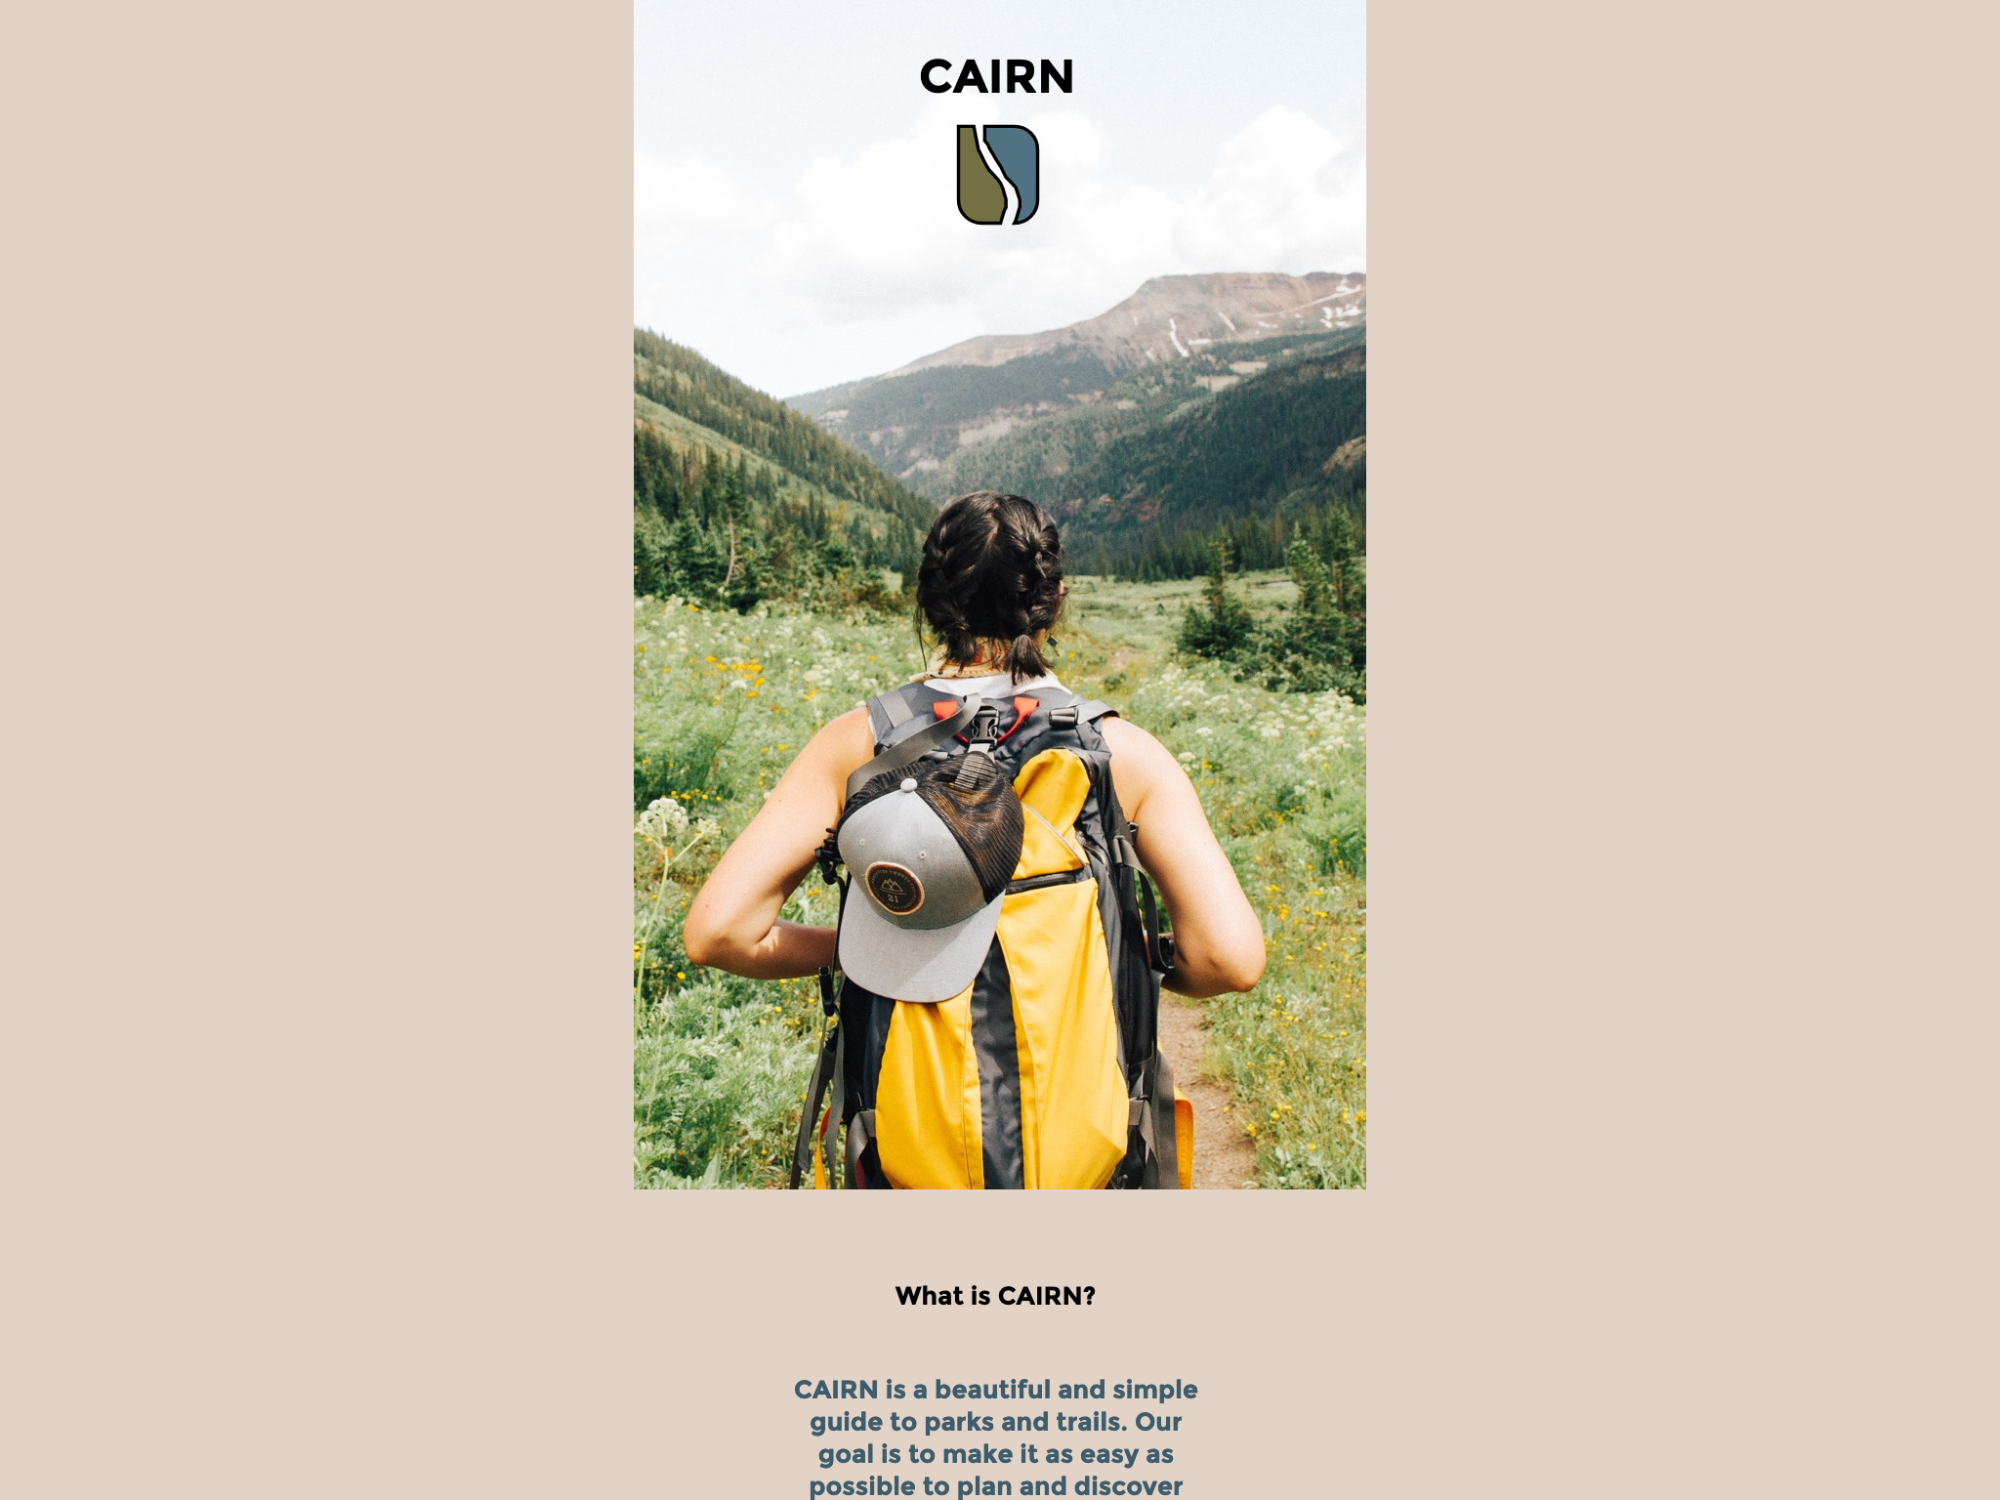 CAIRN
21
What is CAIRN?
CAIRN is a beautiful and simple
guide to parks and trails. Our
goal is to make it as easy as
possible to plan and discover